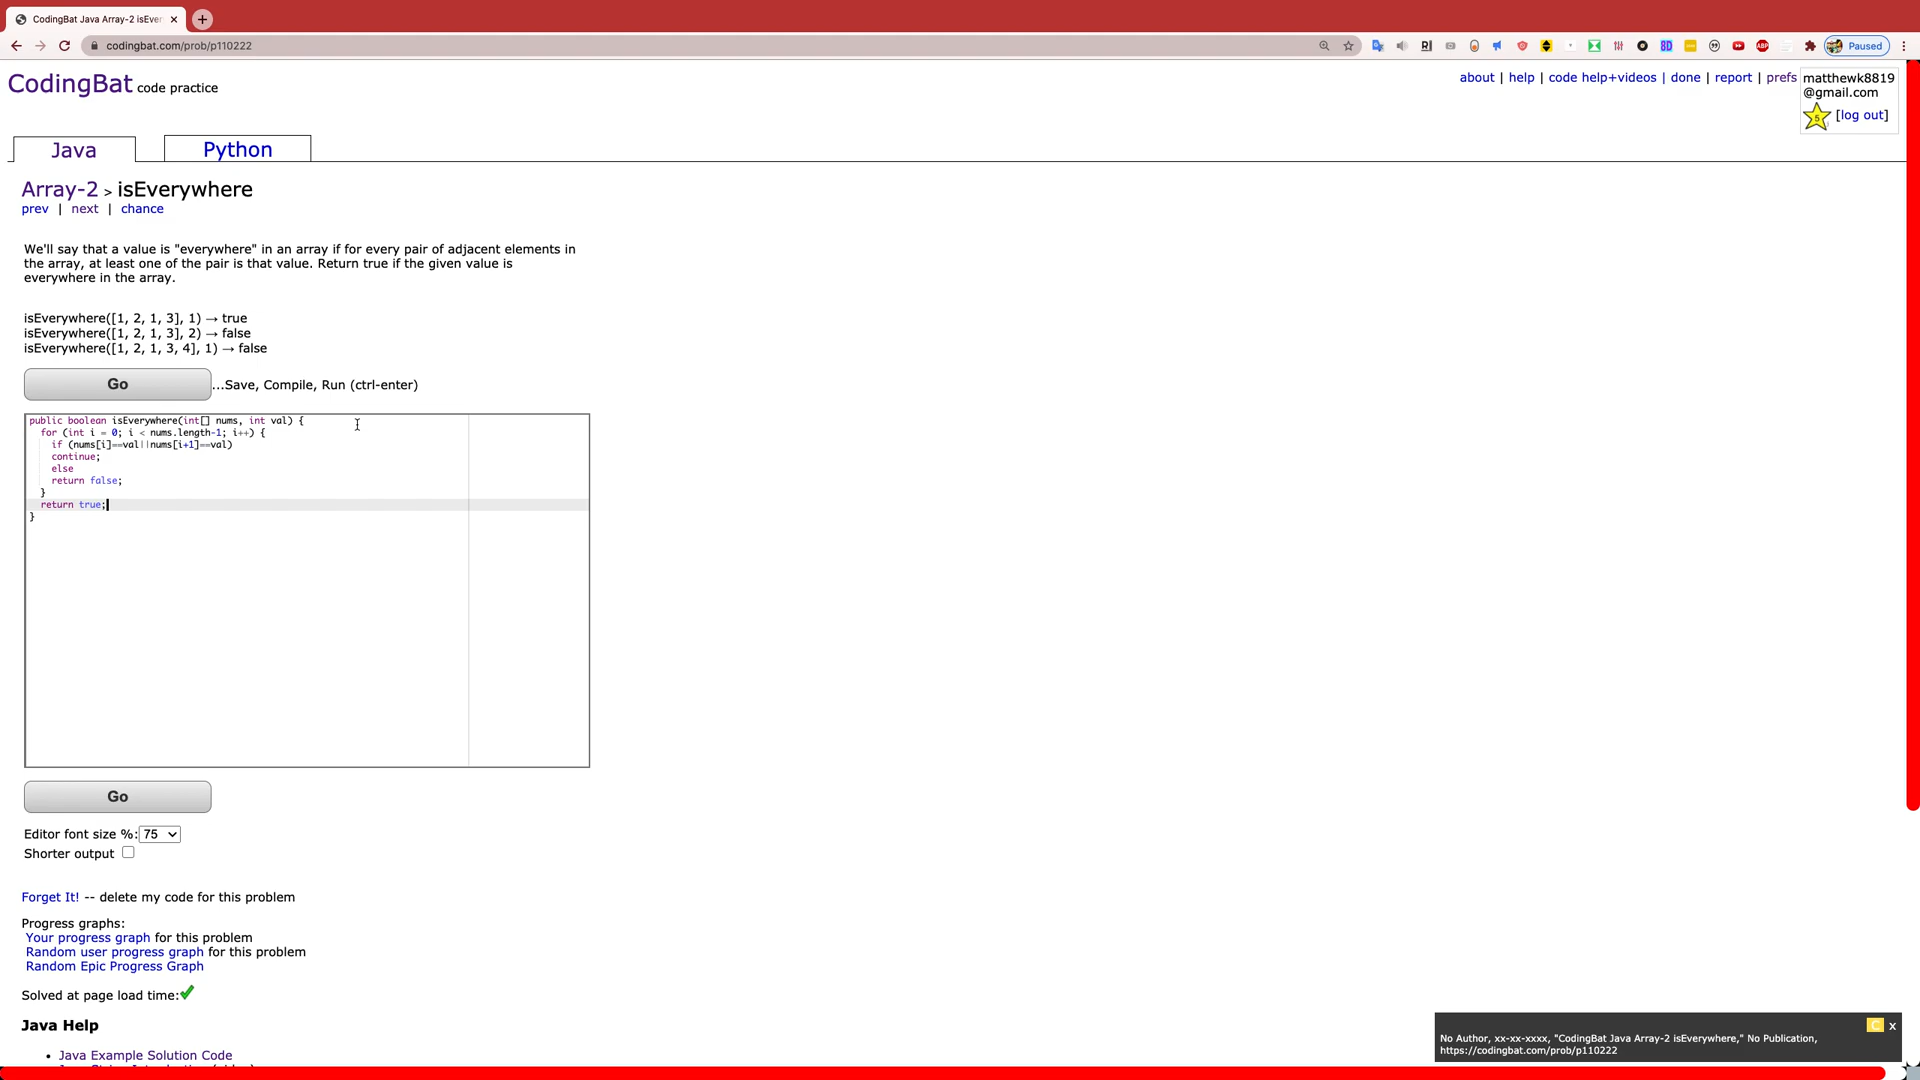 CodingBat Java Array-2 isEver
codingbat.com/prob/p110222
Paused
CodingBat code practice
about | help | code help+videos | done | report | prefs
matthewk8819
@gmail.com
5
[log out]
Java
Python
Array-2 > isEverywhere
prev | next | chance
We'll say that a value is "everywhere" in an array if for every pair of adjacent elements in
the array, at least one of the pair is that value. Return true if the given value is
everywhere in the array.
isEverywhere([1, 2, 1, 3], 1) → true
isEverywhere([1, 2, 1, 3], 2) → false
isEverywhere([1, 2, 1, 3, 4], 1) → false
Go
...Save, Compile, Run (ctrl-enter)
public boolean isEverywhere(int[] nums, int val) {
for (int i = 0; i < nums.length-1; i++) {
if (nums[i]==val||nums[i+1]==val)
continue;
else
return false;
}
return true;
}
Go
Editor font size %: 75
Shorter output
Forget It! -- delete my code for this problem
Progress graphs:
Your progress graph for this problem
Random user progress graph for this problem
Random Epic Progress Graph
Solved at page load time:
Java Help
Java Example Solution Code
C x
No Author, xx-xx-xxxx, "CodingBat Java Array-2 isEverywhere," No Publication,
https://codingbat.com/prob/p110222